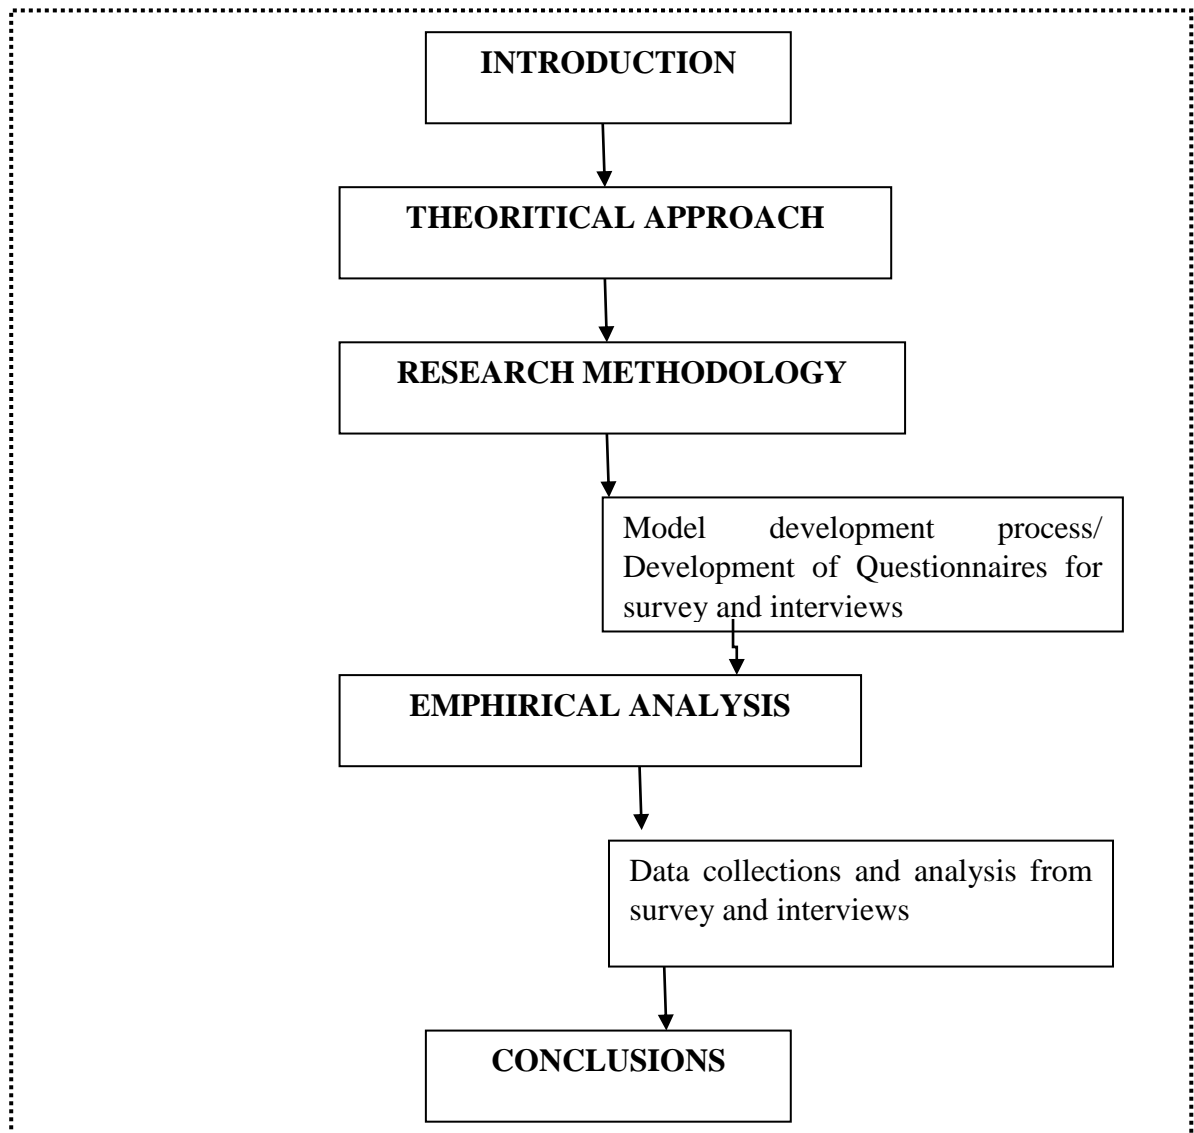 INTRODUCTION
THEORITICAL APPROACH
RESEARCH METHODOLOGY
Model development process/
Development of Questionnaires for
survey and interviews
EMPHIRICAL ANALYSIS
Data collections and analysis from
survey and interviews
CONCLUSIONS